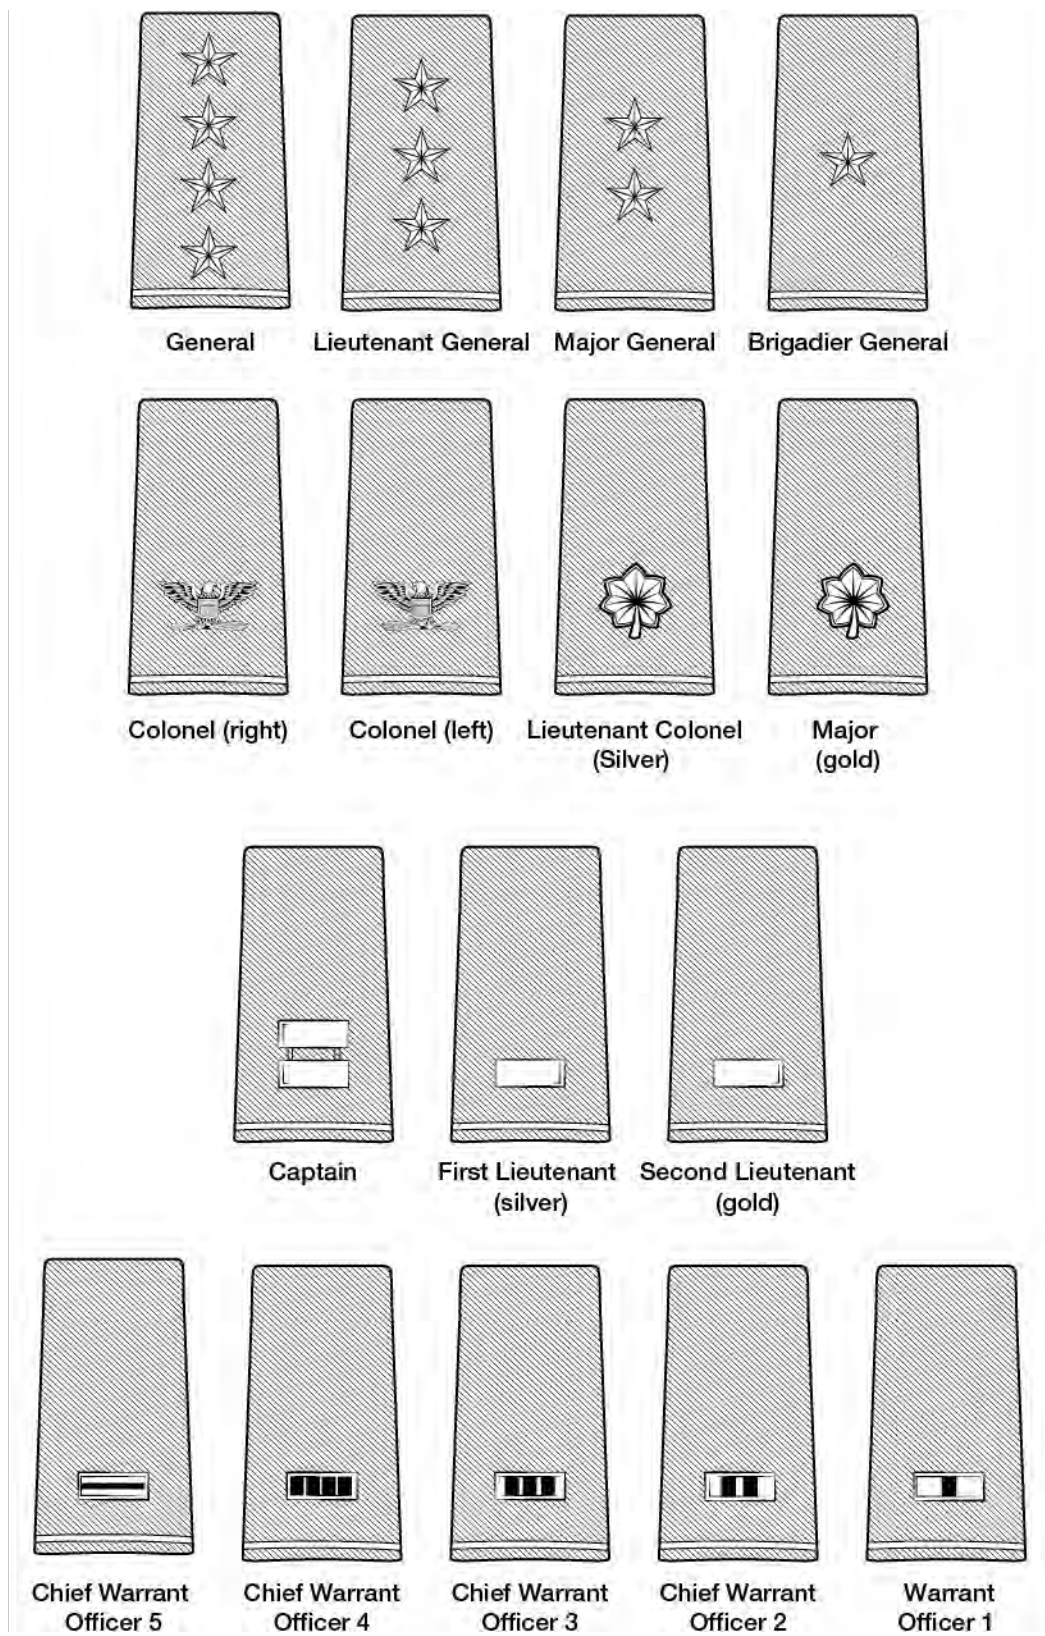 General
Lieutenant General
Major General
Brigadier General
Colonel (right)
Colonel (left)
Lieutenant Colonel
(Silver)
Major
(gold)
Captain
First Lieutenant
(silver)
Second Lieutenant
(gold)
Chief Warrant
Officer 5
Chief Warrant
Officer 4
Chief Warrant
Officer 3
Chief Warrant
Officer 2
Warrant
Officer 1